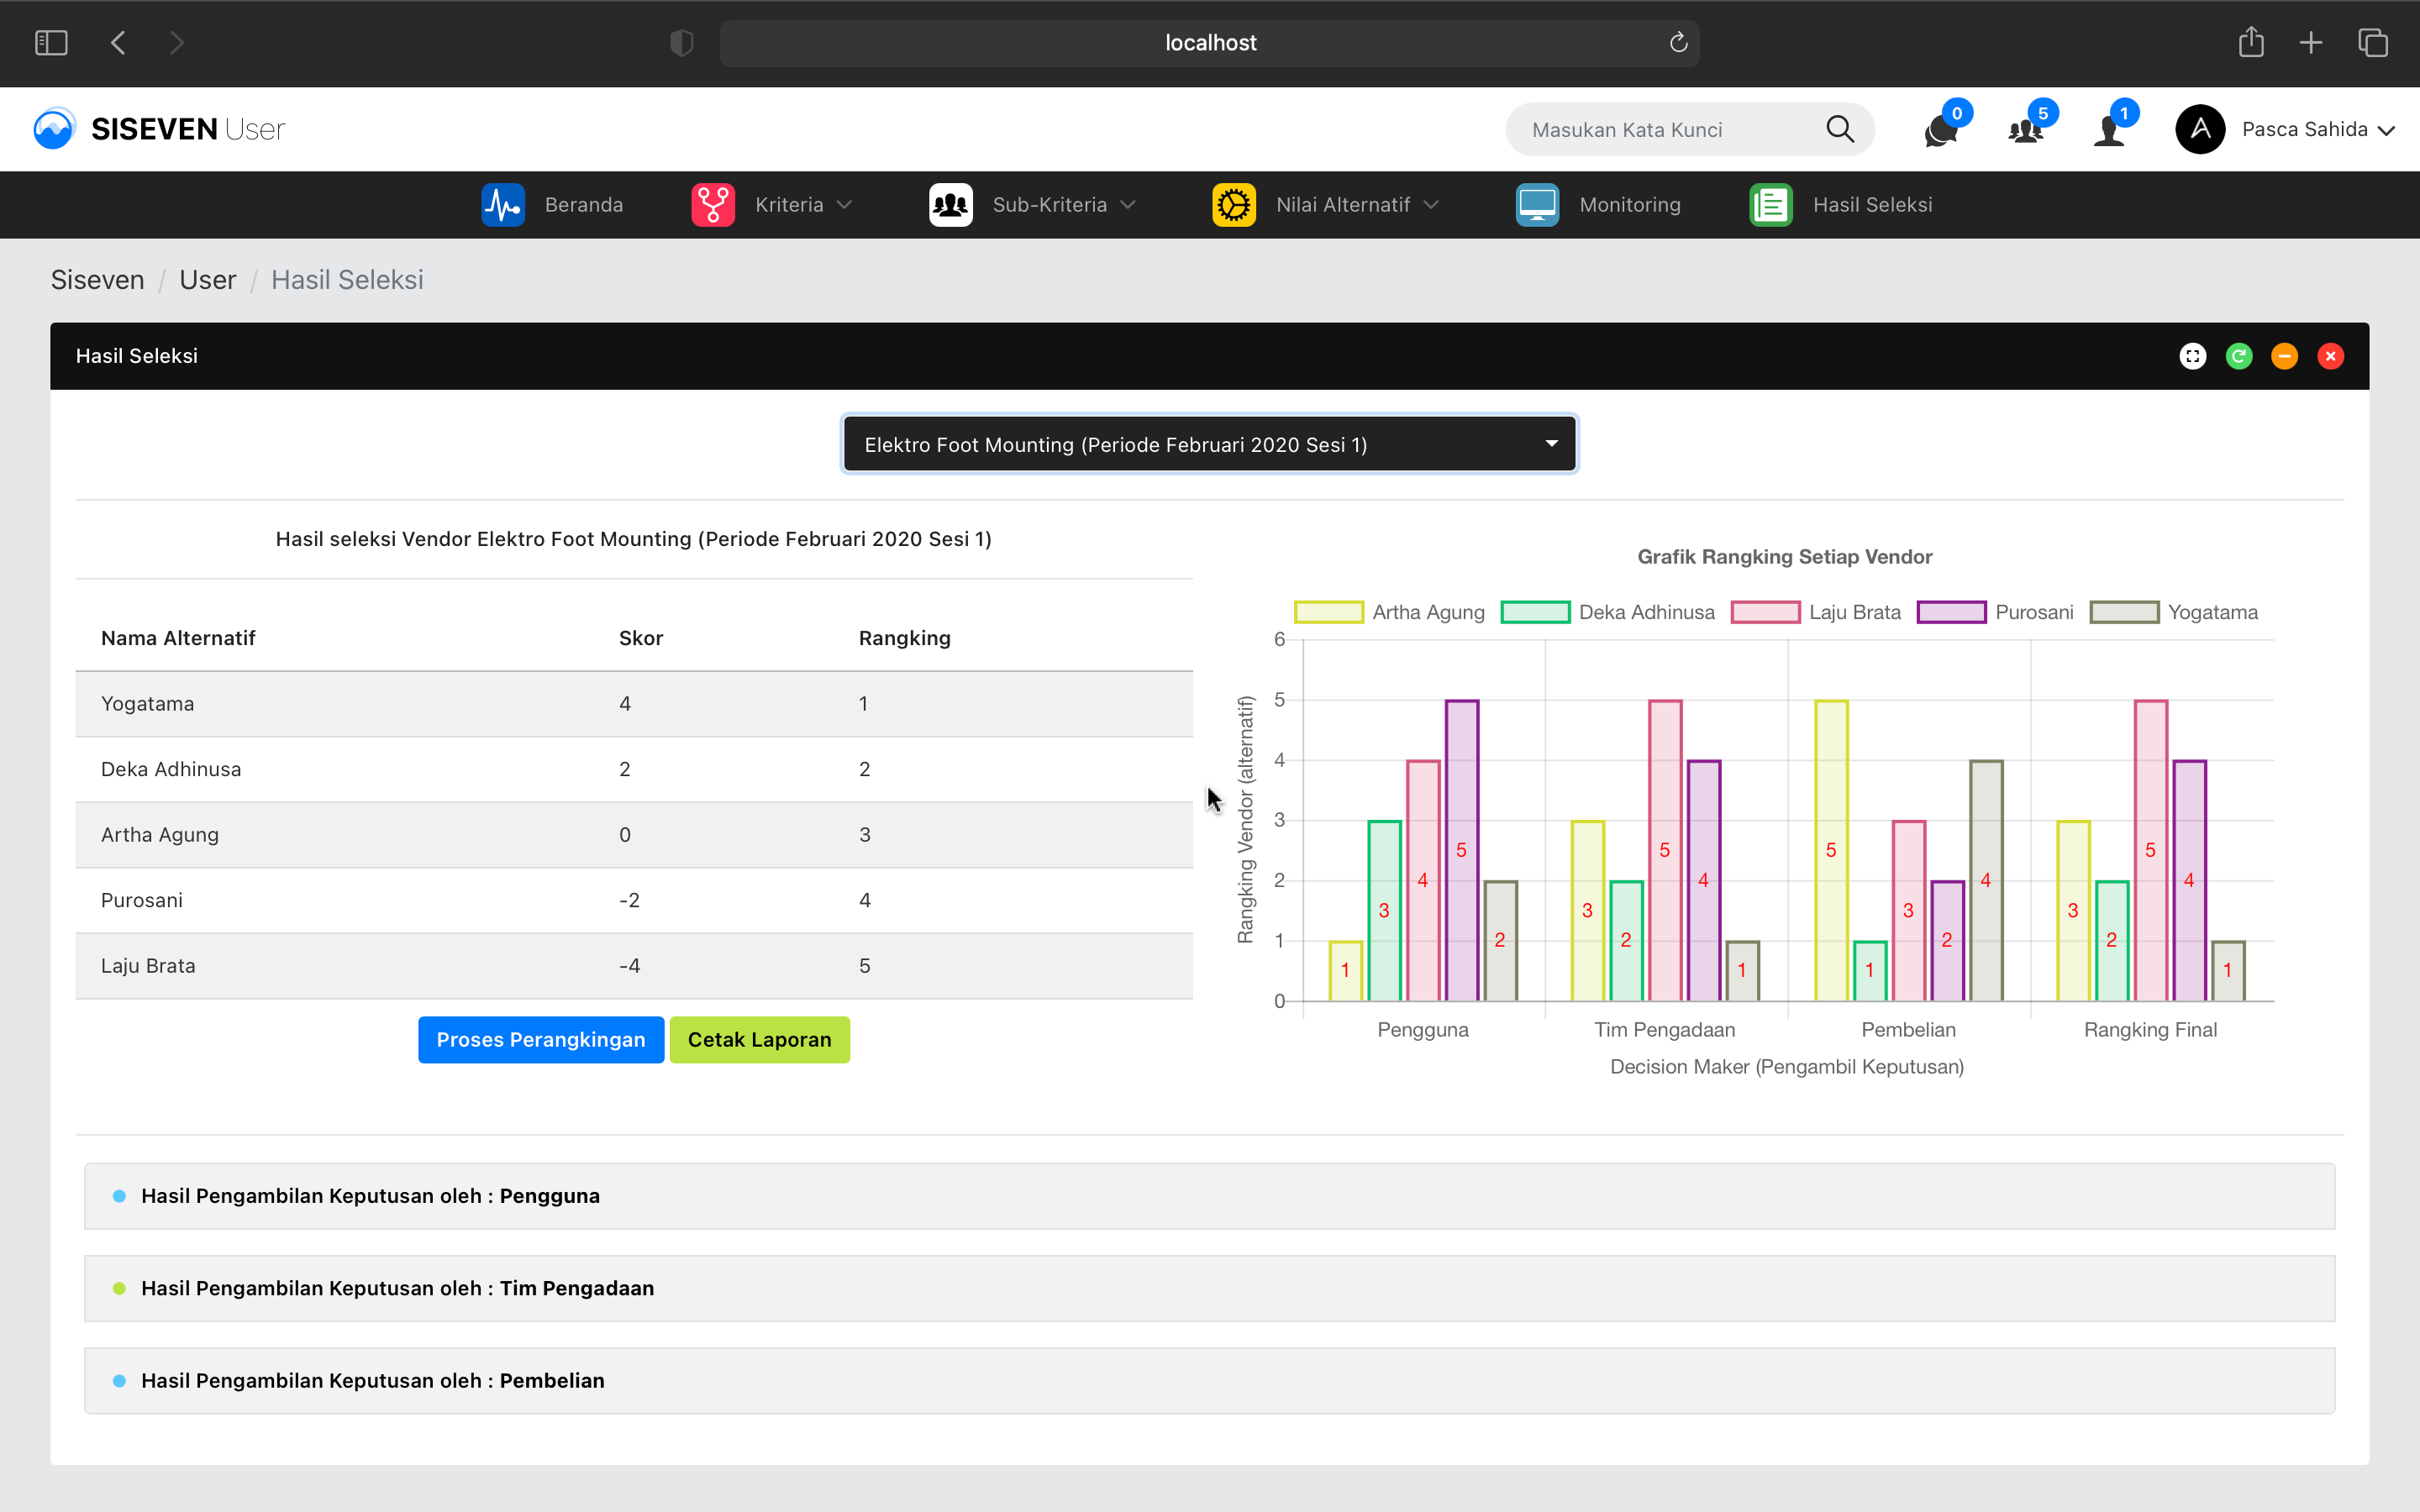 localhost
SISEVEN User
Masukan Kata Kunci
0
5
1
Pasca Sahida
Beranda
Kriteria
Sub-Kriteria
Nilai Alternatif
Monitoring
Hasil Seleksi
Siseven / User / Hasil Seleksi
Hasil Seleksi
Elektro Foot Mounting (Periode Februari 2020 Sesi 1)
Hasil seleksi Vendor Elektro Foot Mounting (Periode Februari 2020 Sesi 1)
Nama Alternatif Skor Rangking
Yogatama 4 1
Deka Adhinusa 2 2
Artha Agung 0 3
Purosani -2 4
Laju Brata -4 5
Proses Perangkingan
Cetak Laporan
Grafik Rangking Setiap Vendor
Artha Agung Deka Adhinusa Laju Brata Purosani Yogatama
Rangking Vendor (alternatif)
6
5
4
3
2
1
0
1 3 4 5 2
3 2 5 4 1
5 1 3 2 4
3 2 5 4 1
Pengguna Tim Pengadaan Pembelian Rangking Final
Decision Maker (Pengambil Keputusan)
Hasil Pengambilan Keputusan oleh : Pengguna
Hasil Pengambilan Keputusan oleh : Tim Pengadaan
Hasil Pengambilan Keputusan oleh : Pembelian